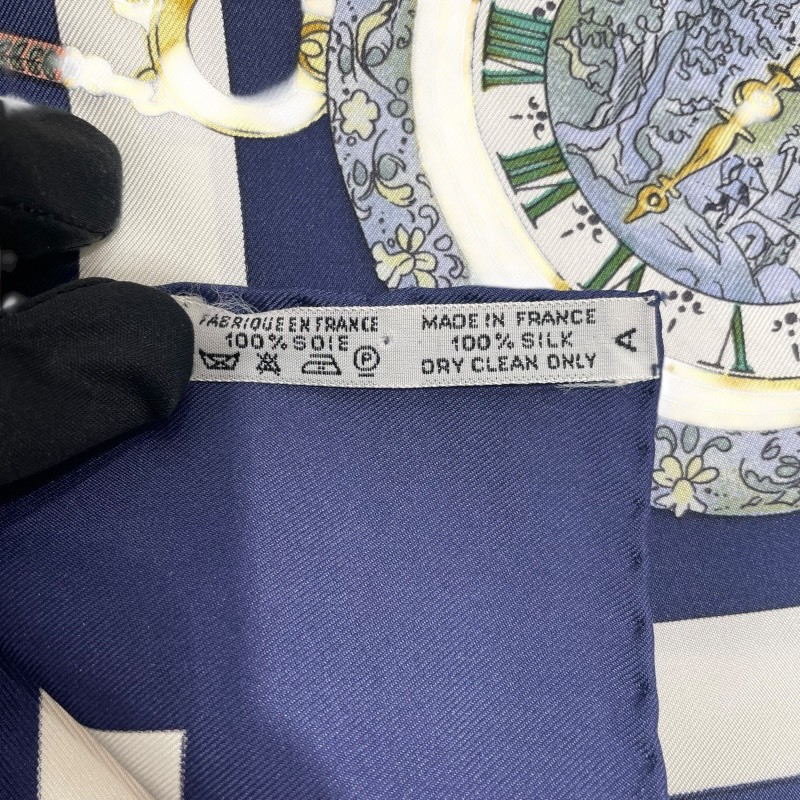 FABRIQUE EN FRANCE
100% SOIE
P
MADE IN FRANCE
100% SILK
DRY CLEAN ONLY
A